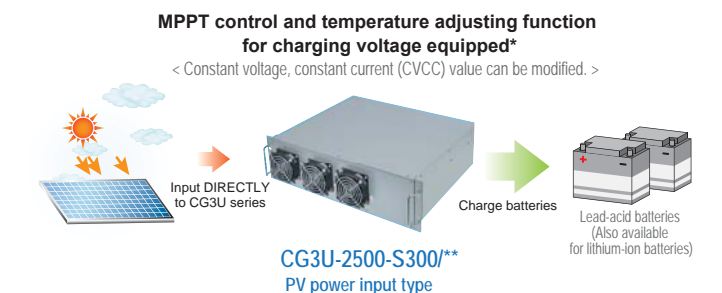 MPPT control and temperature adjusting function
for charging voltage equipped*
< Constant voltage, constant current (CVCC) value can be modified. >
Input DIRECTLY
to CG3U series
Charge batteries
Lead-acid batteries
(Also available
for lithium-ion batteries)
CG3U-2500-S300/**
PV power input type